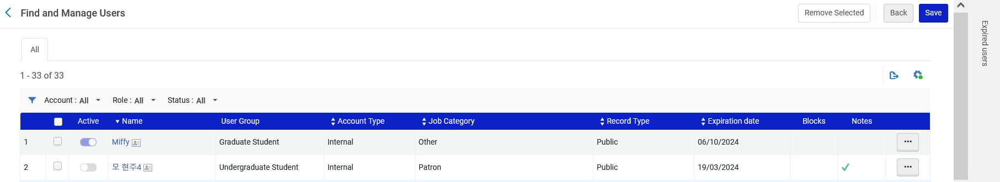 Find and Manage Users
Remove Selected
Back
Save
Expired users
All
1 - 33 of 33
Account : All
Role : All
Status : All
Active
Name
User Group
Account Type
Job Category
Record Type
Expiration date
Blocks
Notes
1 Miffy Graduate Student Internal Other Public 06/10/2024
2 모 현주4 Undergraduate Student Internal Patron Public 19/03/2024